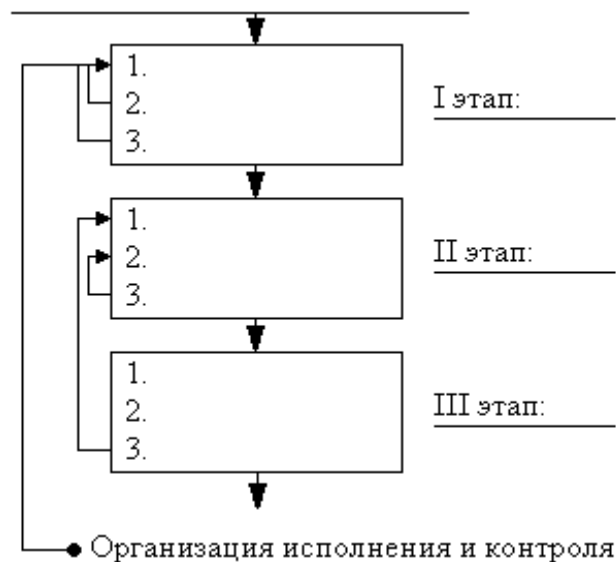 1.
2.
3.
I этап:
1.
2.
3.
II этап:
1.
2.
3.
III этап:
Организация исполнения и контроля